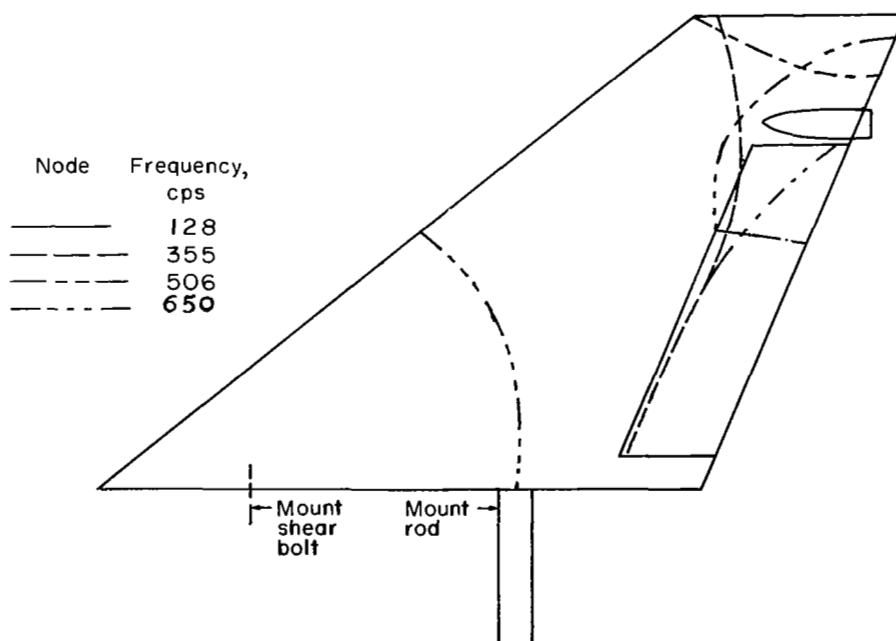 Node Frequency,
cps
128
355
506
650
Mount
shear
bolt
Mount
rod